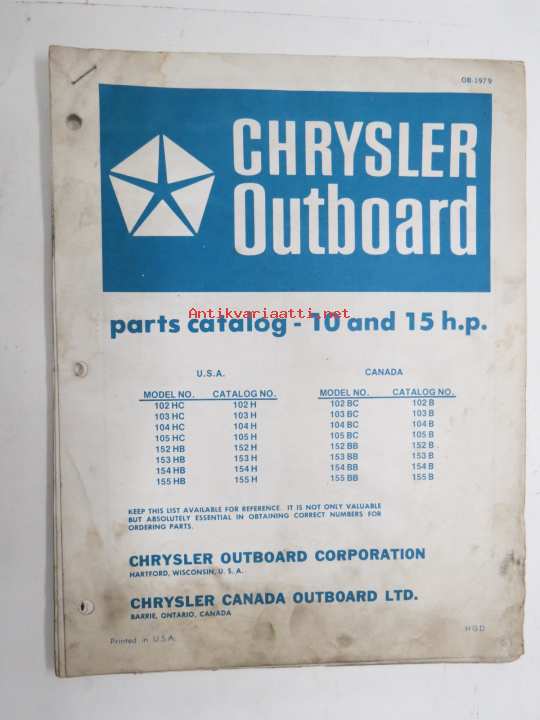 OB 1979
CHRYSLER
Outboard
Antikvariaatti.net
parts catalog - 10 and 15 h.p.
U.S.A. CANADA
MODEL NO. CATALOG NO. MODEL NO. CATALOG NO.
102 HC 102 H 102 BC 102 B
103 HC 103 H 103 BC 103 B
104 HC 104 H 104 BC 104 B
105 HC 105 H 105 BC 105 B
152 HB 152 H 152 BB 152 B
153 HB 153 H 153 BB 153 B
154 HB 154 H 154 BB 154 B
155 HB 155 H 155 BB 155 B
KEEP THIS LIST AVAILABLE FOR REFERENCE. IT IS NOT ONLY VALUABLE
BUT ABSOLUTELY ESSENTIAL IN OBTAINING CORRECT NUMBERS FOR
ORDERING PARTS.
CHRYSLER OUTBOARD CORPORATION
HARTFORD, WISCONSIN, U. S. A.
CHRYSLER CANADA OUTBOARD LTD.
BARRIE, ONTARIO, CANADA
Printed in U.S.A. HGD